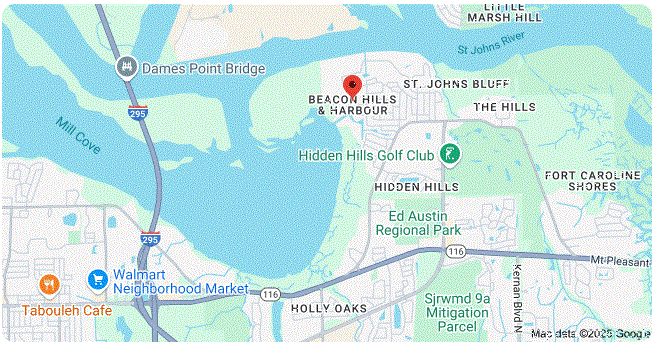 LITTLE
MARSH HILL
St Johns River
Dames Point Bridge
ST. JOHNS BLUFF
BEACON HILLS
& HARBOUR
THE HILLS
295
Mill Cove
Hidden Hills Golf Club
FORT CAROLINE
SHORES
HIDDEN HILLS
Ed Austin
Regional Park
295
116
Mt Pleasant
Walmart
Neighborhood Market
Tabouleh Cafe
116
HOLLY OAKS
Sjrwmd 9a
Mitigation
Parcel
Kernan Blvd N
Map data ©2025 Google